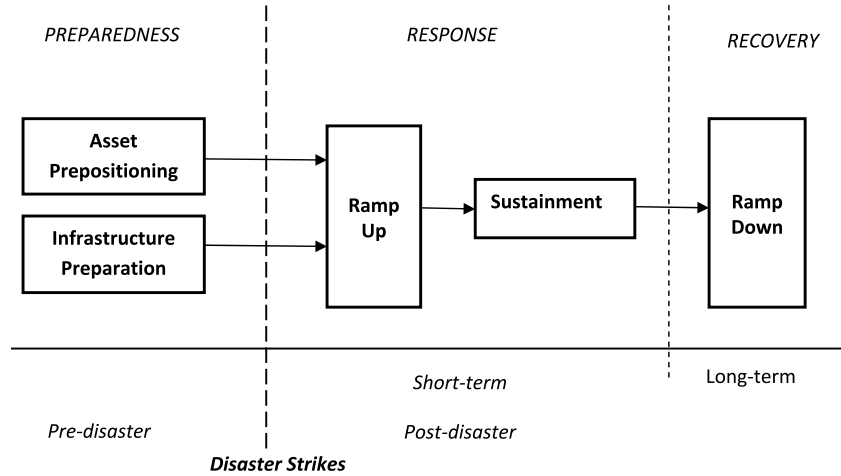 PREPAREDNESS
RESPONSE
RECOVERY
Asset
Prepositioning
Infrastructure
Preparation
Ramp
Up
Sustainment
Ramp
Down
Short-term
Long-term
Pre-disaster
Post-disaster
Disaster Strikes